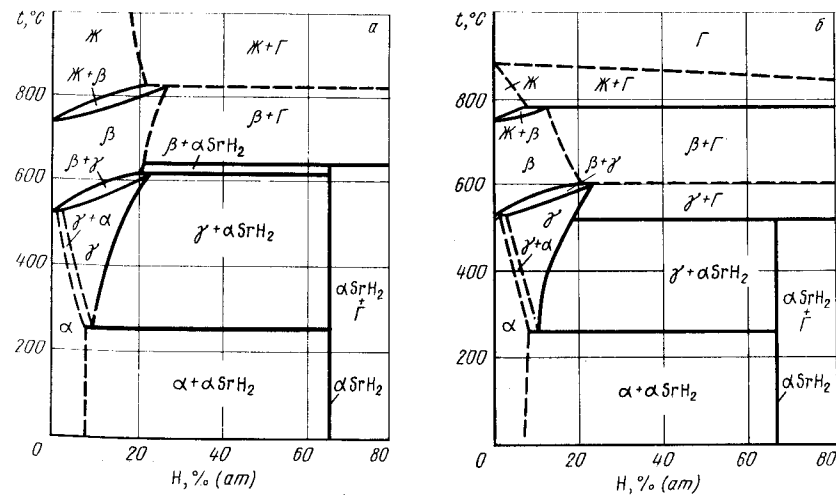 t,°C
а
Ж
Ж+Г
Ж+β
800
β
β+Г
β+αSrH₂
600
β+γ
γ+α
γ
γ+αSrH₂
400
αSrH₂
+
Г
α
200
α+αSrH₂
αSrH₂
0
20
40
60
80
H,% (ат)
t,°C
б
Г
Ж
Ж+Г
800
Ж+β
β
β+γ
β+Г
600
γ+Г
γ
γ+α
400
γ+αSrH₂
αSrH₂
+
Г
α
200
α+αSrH₂
αSrH₂
0
20
40
60
80
H,% (ат)